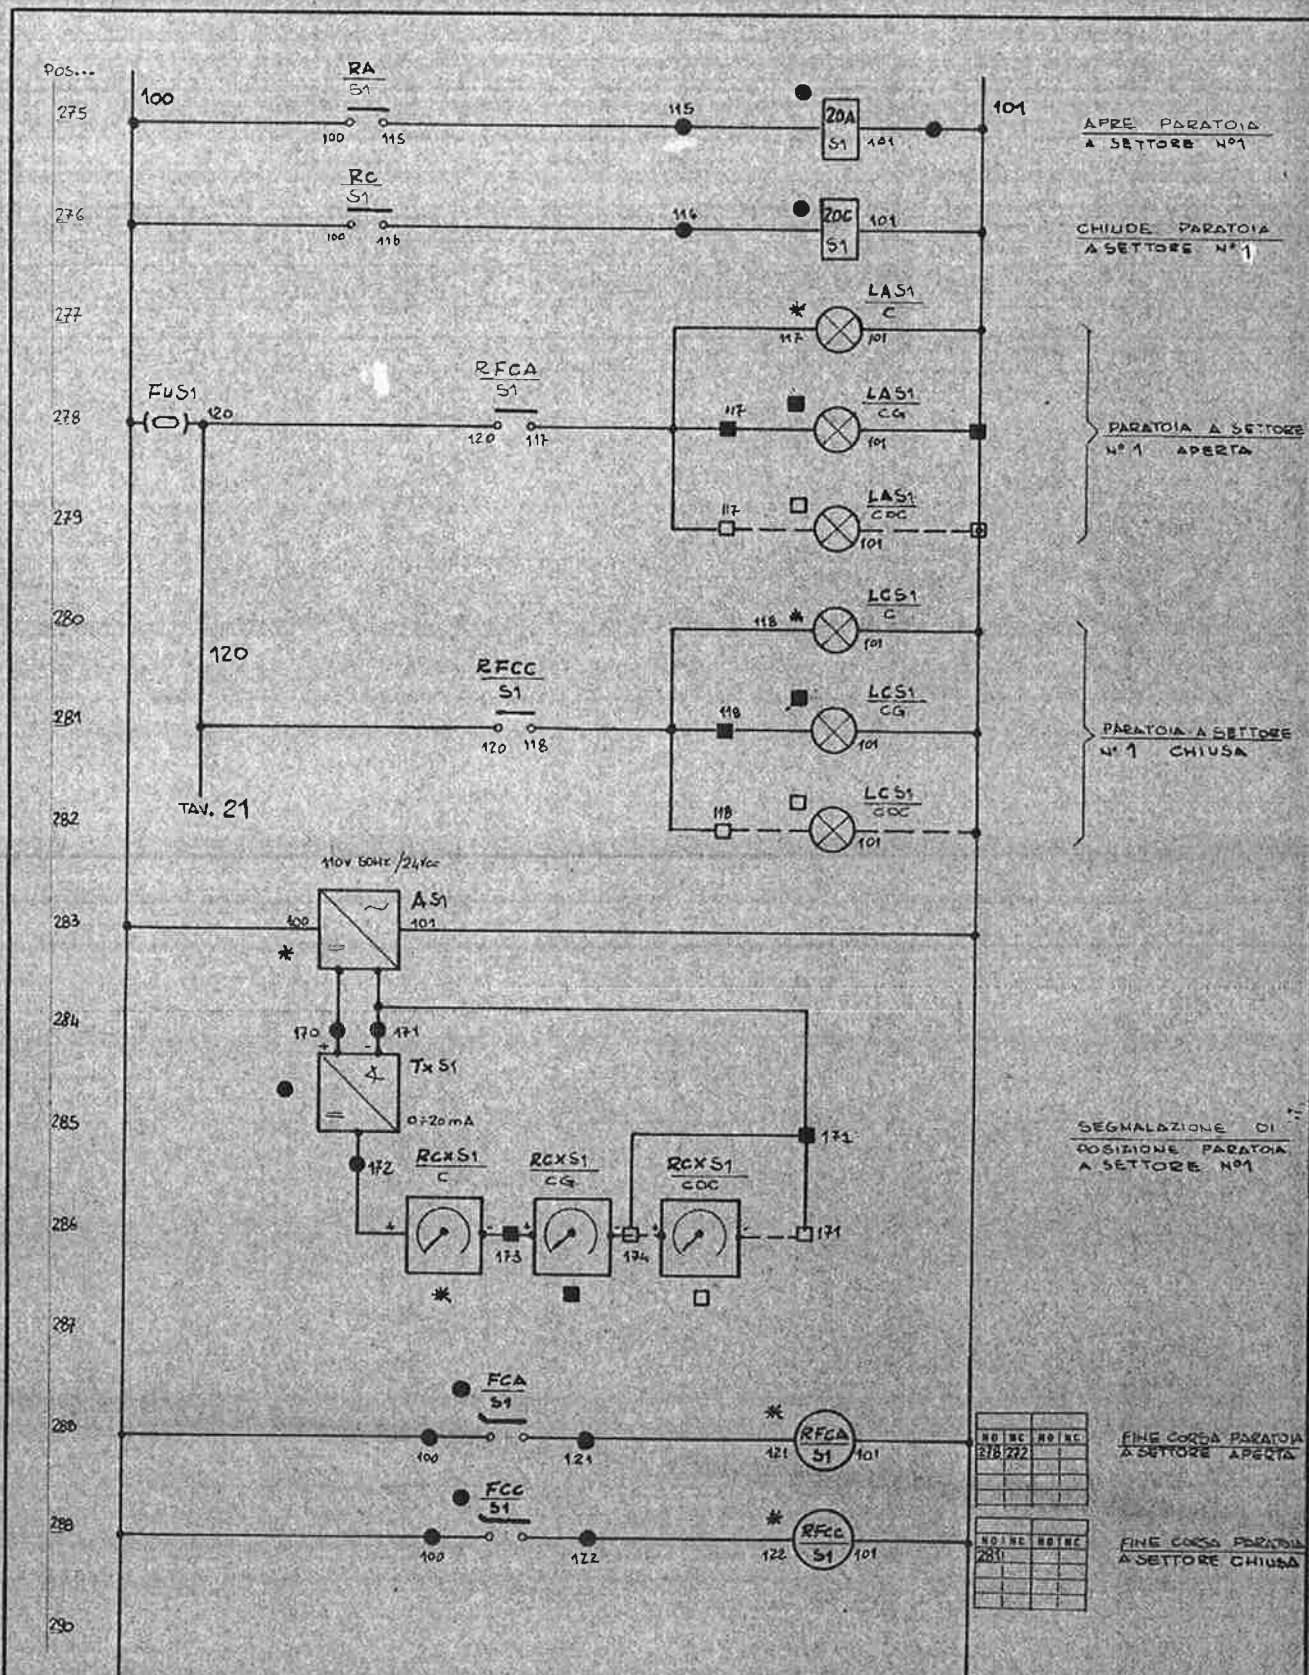 POS...
275
100
RA
S1
100 115
115
20A
S1
101
101
APRE PARATOIA
A SETTORE N°1
276
RC
S1
100 116
116
20C
S1
101
CHIUDE PARATOIA
A SETTORE N°1
277
LAS1
C
117
101
278
FUS1
120
RFCA
S1
120 117
117
LAS1
CG
101
PARATOIA A SETTORE
N°1 APERTA
279
117
LAS1
COC
101
280
118
LCS1
C
101
120
281
RFCC
S1
120 118
118
LCS1
CG
101
PARATOIA A SETTORE
N°1 CHIUSA
TAV. 21
282
118
LCS1
COC
101
110V 50HZ/24Vcc
283
100
AS1
101
284
170
171
+ -
TxS1
285
0÷20mA
171
SEGNALAZIONE DI
POSIZIONE PARATOIA
A SETTORE N°1
172
RCXS1
C
RCXS1
CG
RCXS1
COC
286
+ -
173
+ -
174
+ -
171
287
FCA
S1
288
100
121
121
RFCA
S1
101
NO NC NO NC
278 272
FINE CORSA PARATOIA
A SETTORE APERTA
FCC
S1
288
100
122
122
RFCC
S1
101
NO NC NO NC
281
FINE CORSA PARATOIA
A SETTORE CHIUSA
290